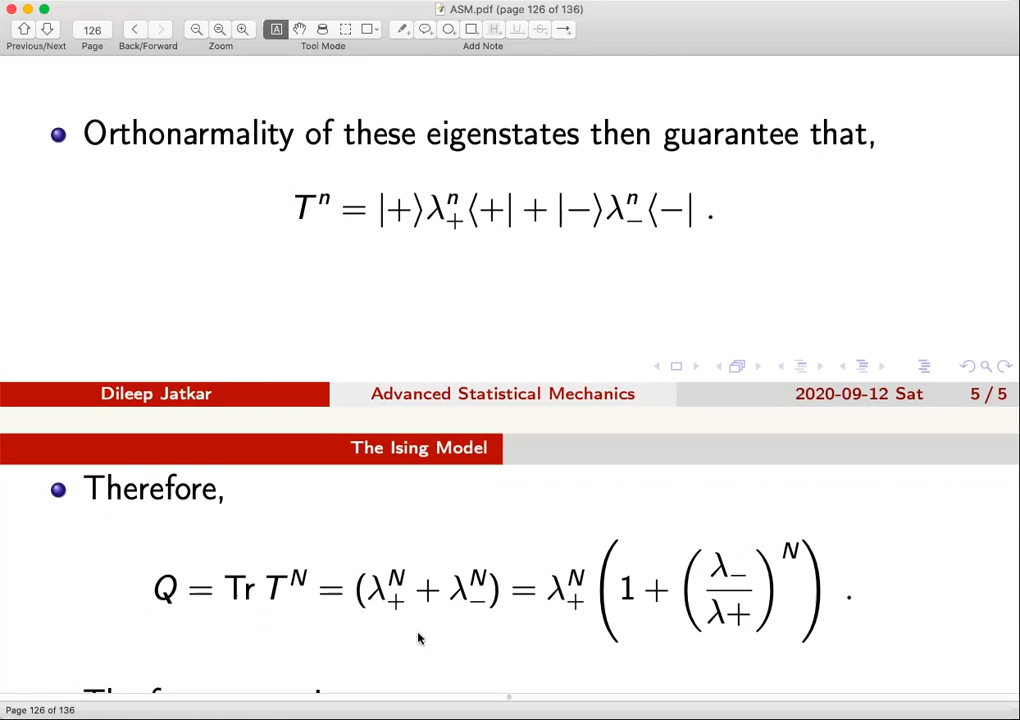 ASM.pdf (page 126 of 136)
126
Previous/Next Page Back/Forward Zoom Tool Mode Add Note
Orthonarmality of these eigenstates then guarantee that,
Tⁿ = |+⟩λ₊ⁿ⟨+| + |−⟩λ₋ⁿ⟨−| .
Dileep Jatkar Advanced Statistical Mechanics 2020-09-12 Sat 5 / 5
The Ising Model
Therefore,
Q = Tr Tᴺ = (λ₊ᴺ + λ₋ᴺ) = λ₊ᴺ (1 + (λ₋/λ+)ᴺ) .
Page 126 of 136